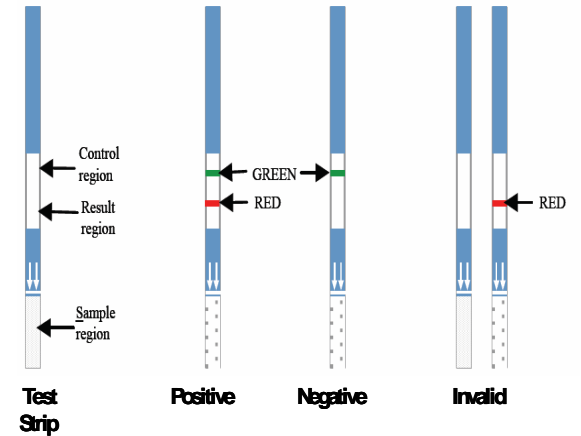 Control
region
Result
region
Sample
region
GREEN
RED
RED
Test
Strip
Positive
Negative
Invalid